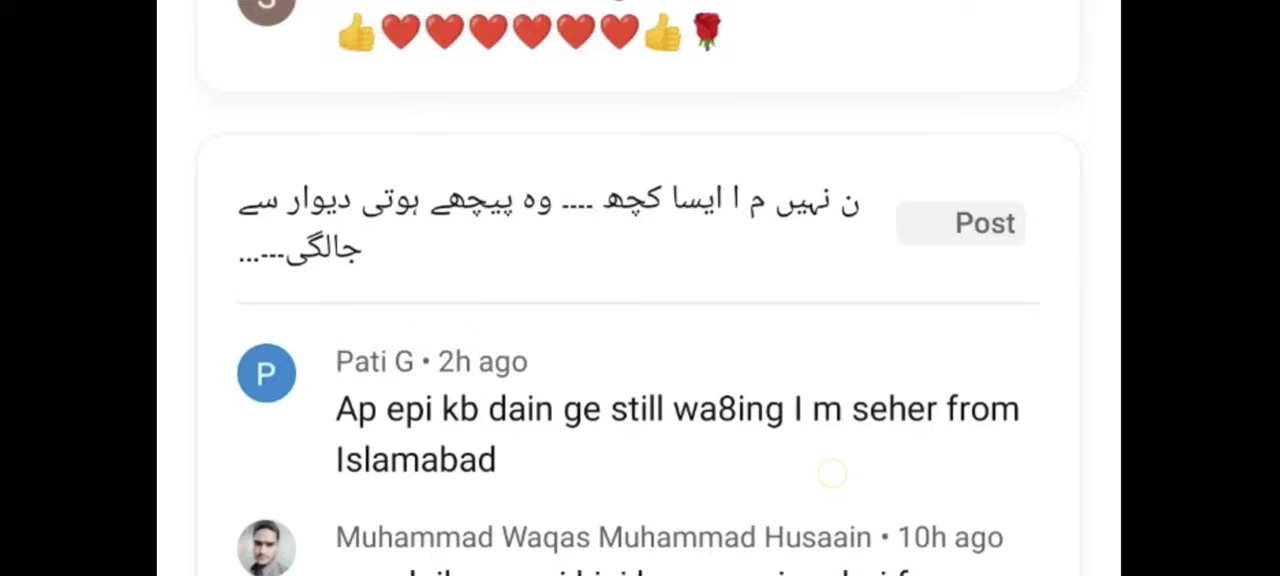 👍❤️❤️❤️❤️❤️❤️👍🌹
ن نہیں م ا ایسا کچھ ۔۔۔۔ وہ پیچھے ہوتی دیوار سے
جالگی۔۔۔...
Post
P
Pati G • 2h ago
Ap epi kb dain ge still wa8ing I m seher from
Islamabad
Muhammad Waqas Muhammad Husaain • 10h ago